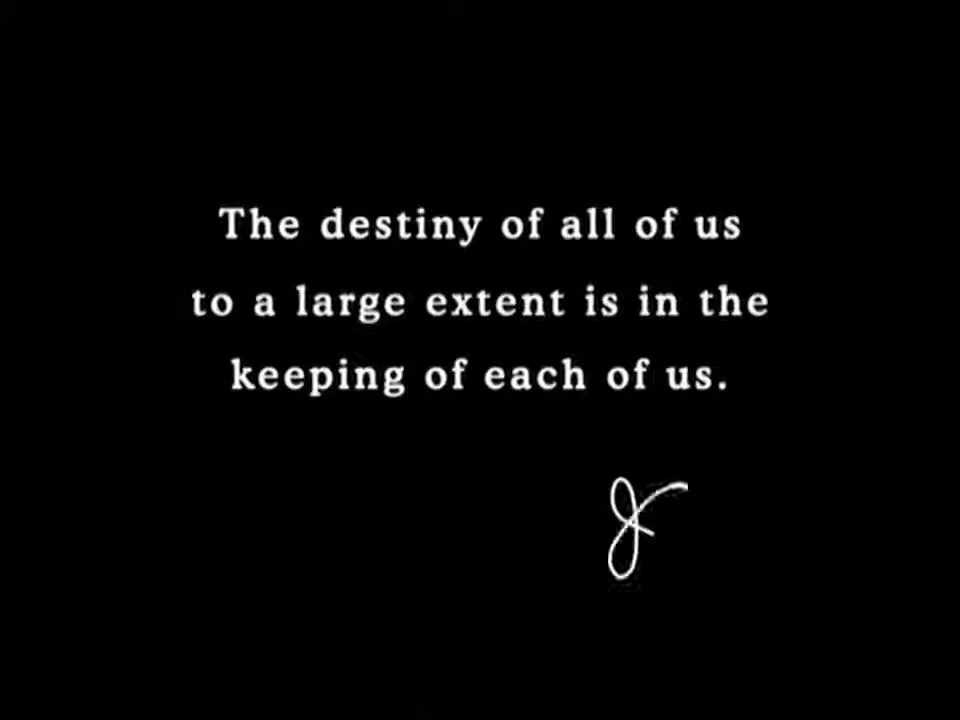 The destiny of all of us
to a large extent is in the
keeping of each of us.